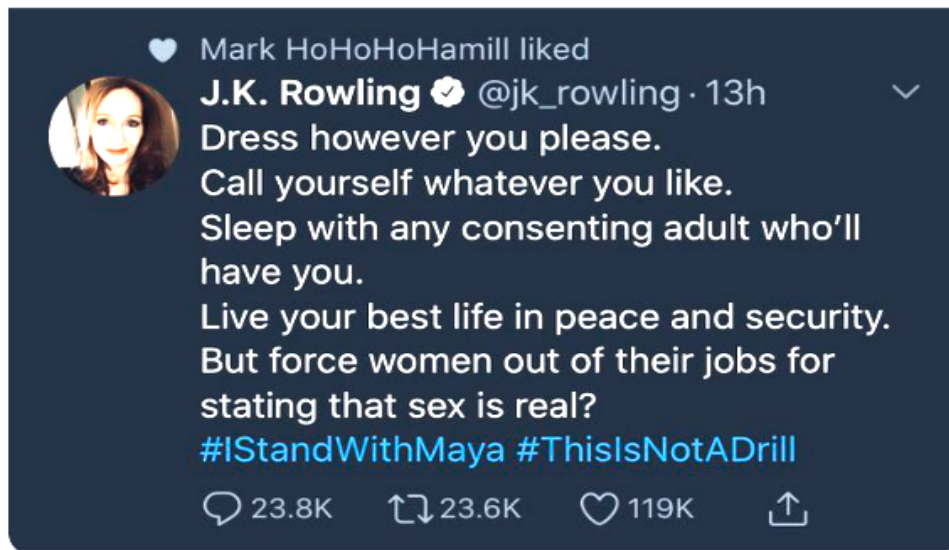 Mark HoHoHoHamill liked
J.K. Rowling @jk_rowling · 13h
Dress however you please.
Call yourself whatever you like.
Sleep with any consenting adult who'll
have you.
Live your best life in peace and security.
But force women out of their jobs for
stating that sex is real?
#IStandWithMaya #ThisIsNotADrill
23.8K 23.6K 119K